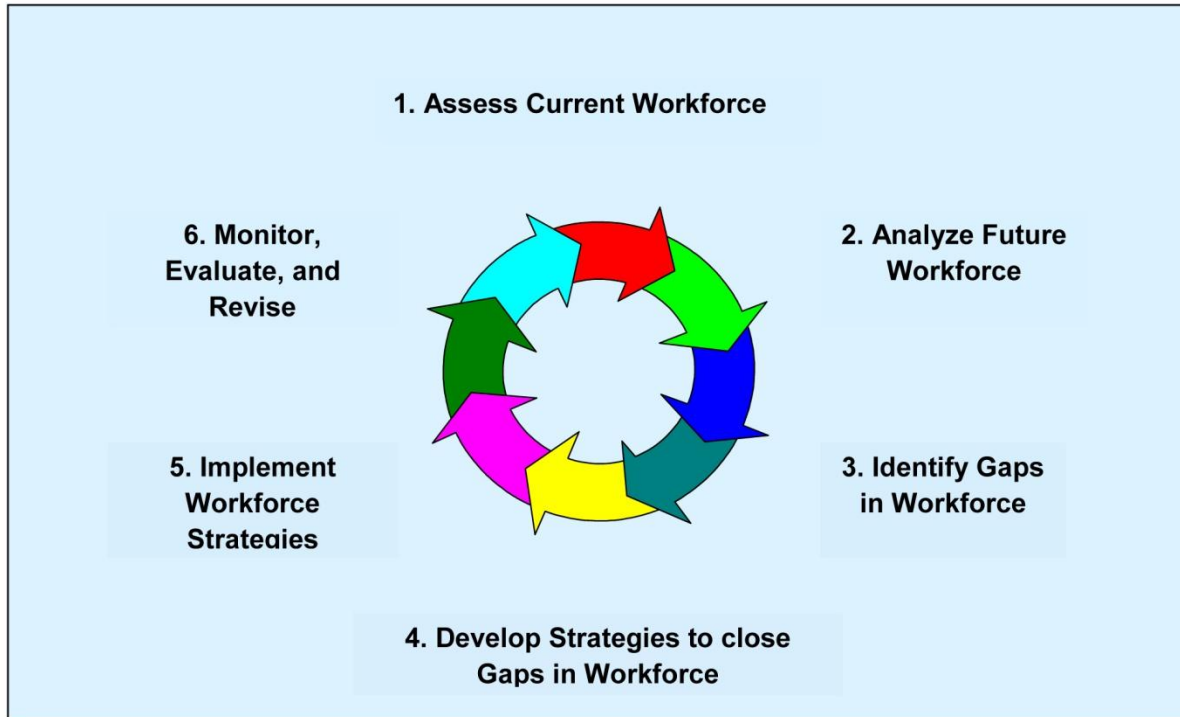 1. Assess Current Workforce
2. Analyze Future
Workforce
3. Identify Gaps
in Workforce
4. Develop Strategies to close
Gaps in Workforce
5. Implement
Workforce
Strategies
6. Monitor,
Evaluate, and
Revise